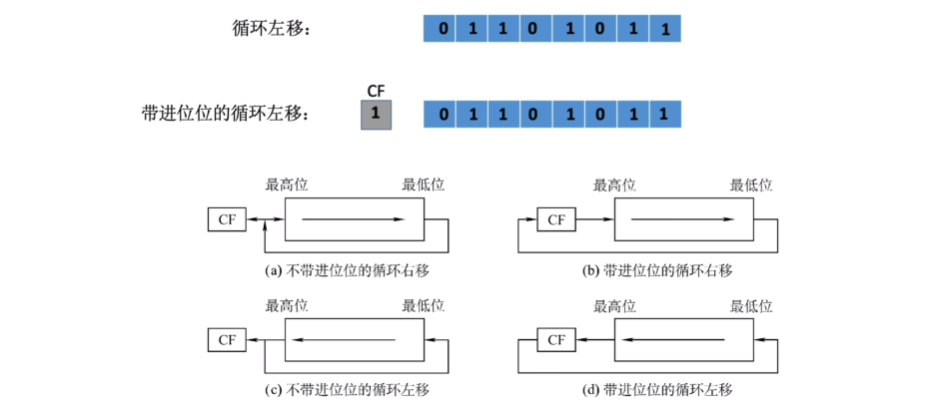 循环左移： 0 1 1 0 1 0 1 1
CF
带进位位的循环左移： 1 0 1 1 0 1 0 1 1
最高位 最低位 最高位 最低位
CF CF
(a) 不带进位位的循环右移 (b) 带进位位的循环右移
最高位 最低位 最高位 最低位
CF CF
(c) 不带进位位的循环左移 (d) 带进位位的循环左移